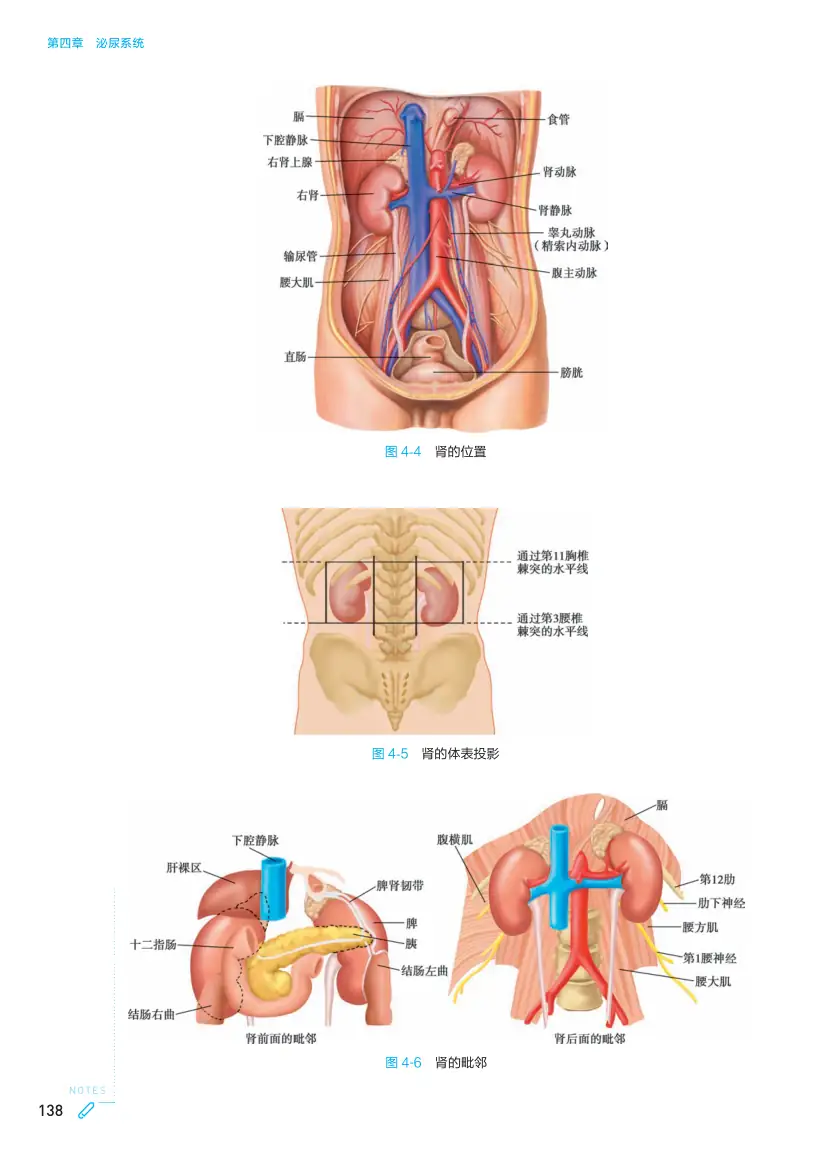 第四章 泌尿系统
膈
食管
下腔静脉
右肾上腺
肾动脉
右肾
肾静脉
睾丸动脉
（精索内动脉）
输尿管
腹主动脉
腰大肌
直肠
膀胱
图 4-4 肾的位置
通过第11胸椎
棘突的水平线
通过第3腰椎
棘突的水平线
图 4-5 肾的体表投影
下腔静脉
肝裸区
脾肾韧带
脾
十二指肠
胰
结肠左曲
结肠右曲
肾前面的毗邻
膈
腹横肌
第12肋
肋下神经
腰方肌
第1腰神经
腰大肌
肾后面的毗邻
图 4-6 肾的毗邻
NOTES
138